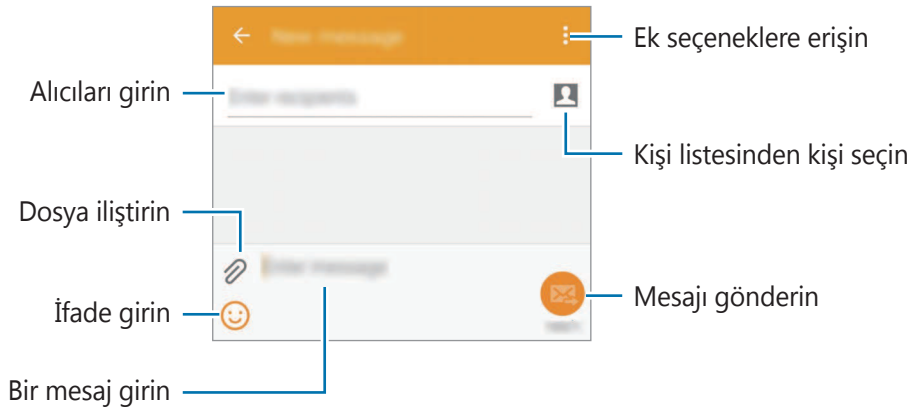 Ek seçeneklere erişin
Alıcıları girin
Kişi listesinden kişi seçin
Dosya iliştirin
İfade girin
Mesajı gönderin
Bir mesaj girin